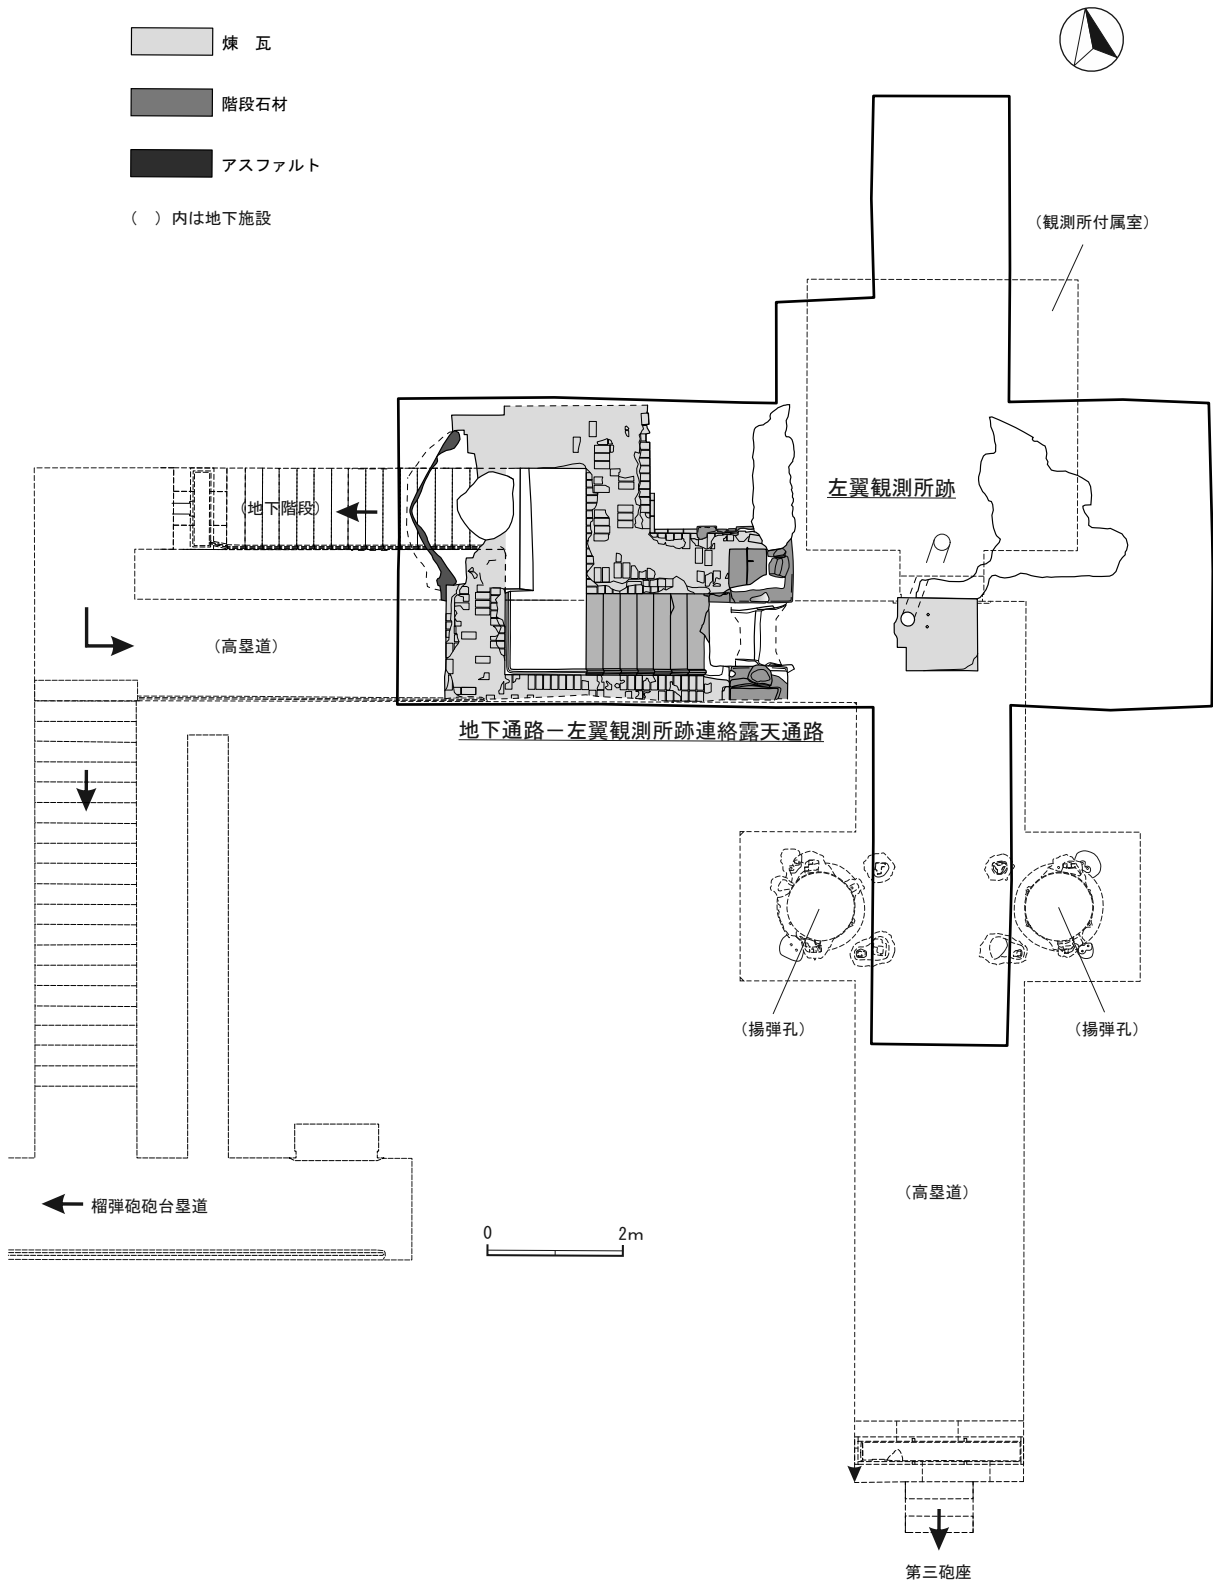 煉　瓦
階段石材
アスファルト
（　）内は地下施設
（観測所付属室）
左翼観測所跡
（地下階段）
（高塁道）
地下通路－左翼観測所跡連絡露天通路
（揚弾孔）
（揚弾孔）
（高塁道）
榴弾砲砲台塁道
0　2m
第三砲座